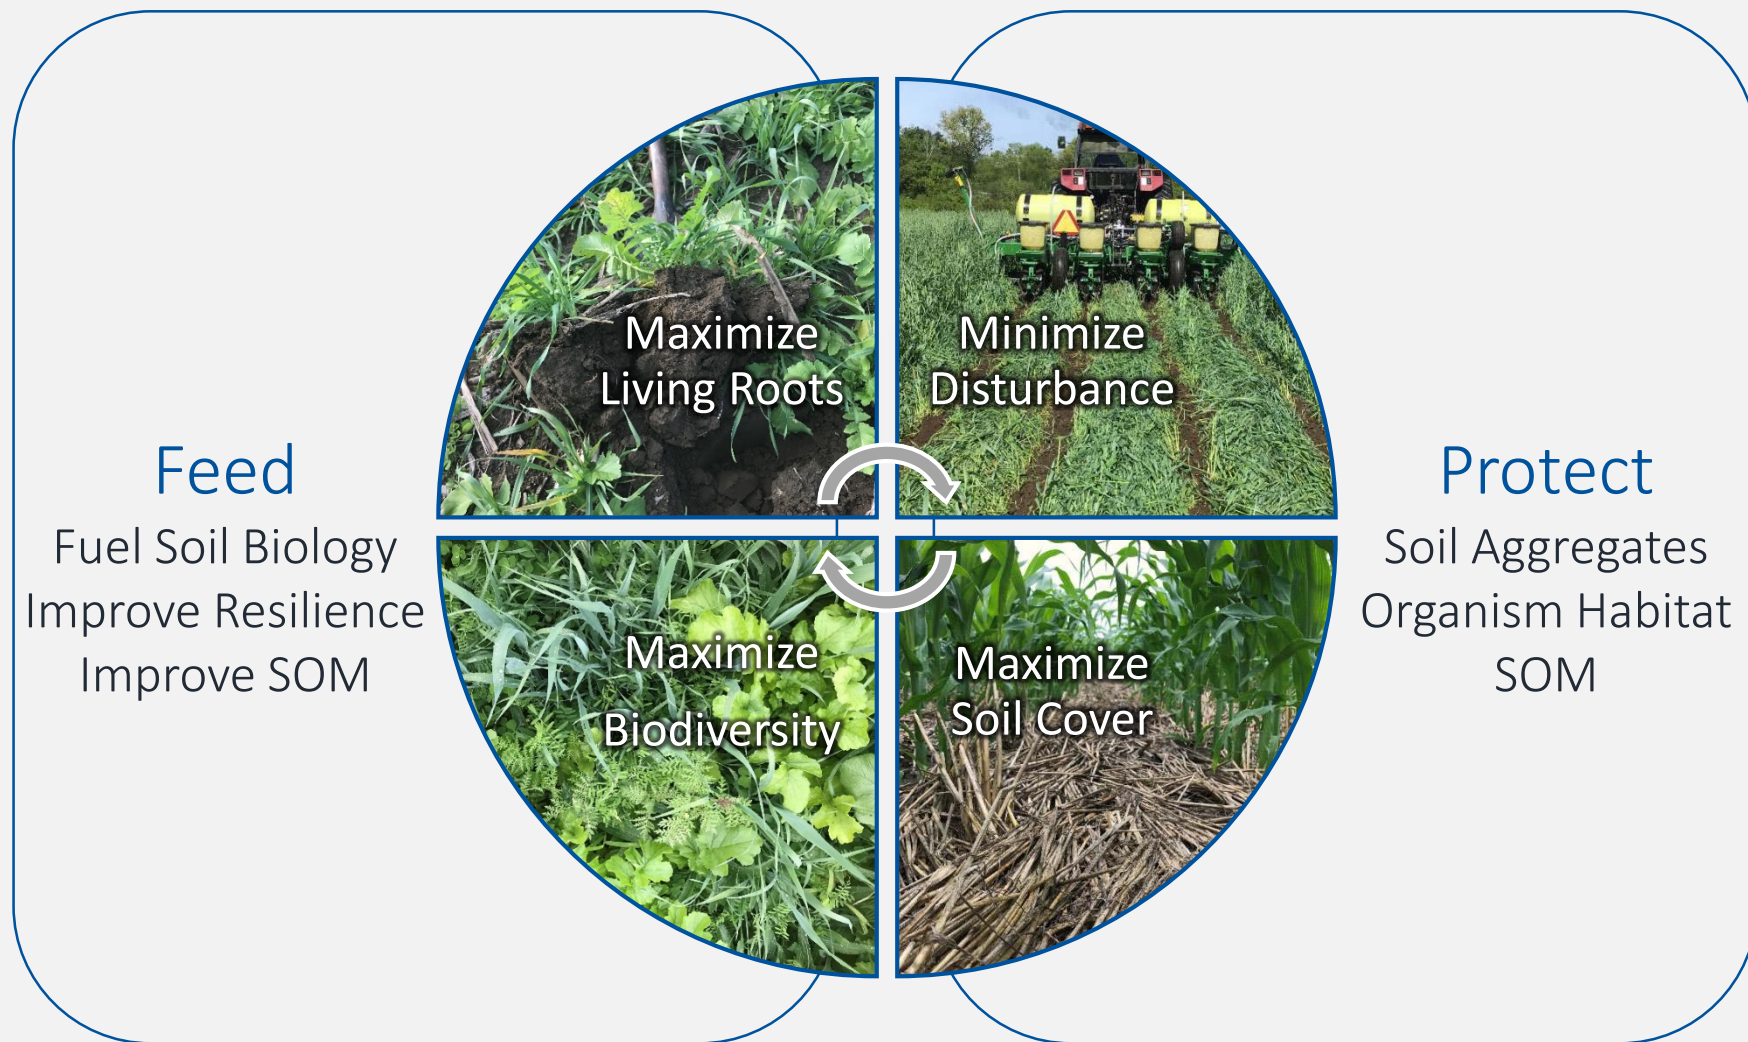 Feed
Fuel Soil Biology
Improve Resilience
Improve SOM
Maximize
Living Roots
Minimize
Disturbance
Maximize
Biodiversity
Maximize
Soil Cover
Protect
Soil Aggregates
Organism Habitat
SOM